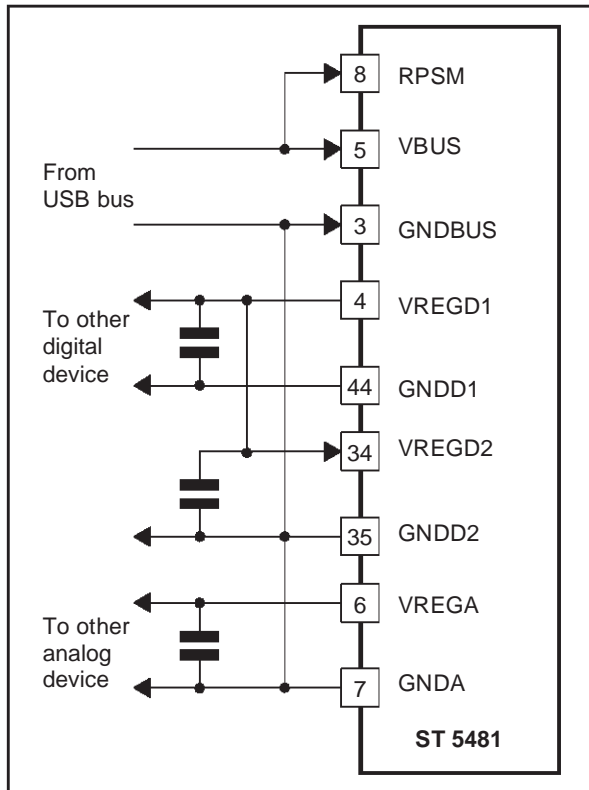 8 RPSM
5 VBUS
From
USB bus
3 GNDBUS
4 VREGD1
To other
digital
device
44 GNDD1
34 VREGD2
35 GNDD2
6 VREGA
To other
analog
device
7 GNDA
ST 5481